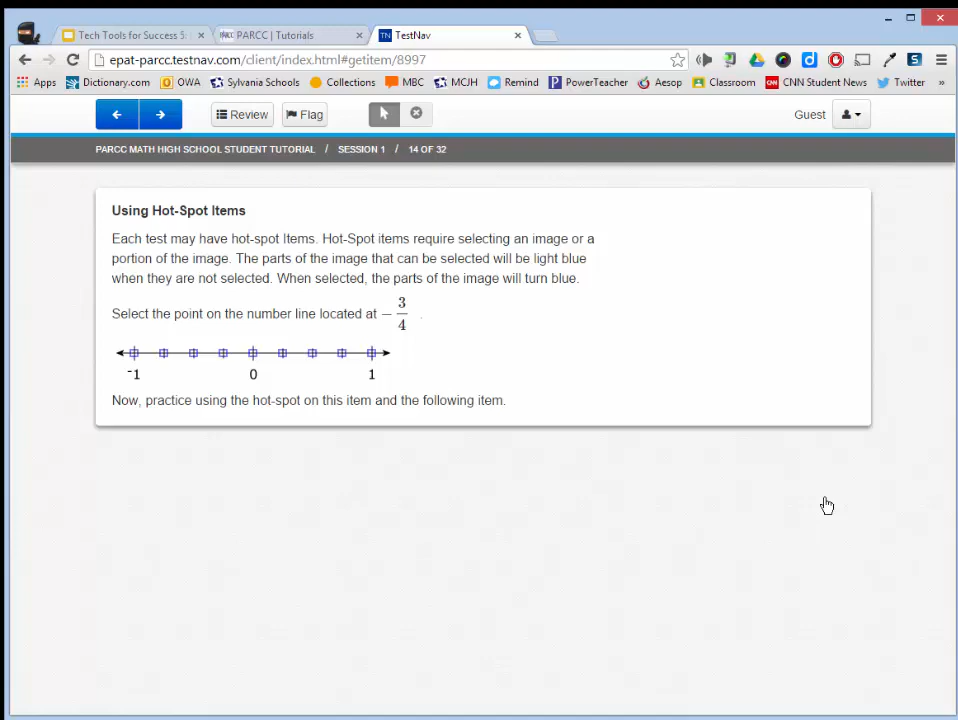 Tech Tools for Success 5:
PARCC | Tutorials
TN TestNav
epat-parcc.testnav.com/client/index.html#getitem/8997
Apps Dictionary.com OWA Sylvania Schools Collections MBC MCJH Remind PowerTeacher Aesop Classroom CNN Student News Twitter »
Review Flag Guest
PARCC MATH HIGH SCHOOL STUDENT TUTORIAL / SESSION 1 / 14 OF 32
Using Hot-Spot Items
Each test may have hot-spot Items. Hot-Spot items require selecting an image or a
portion of the image. The parts of the image that can be selected will be light blue
when they are not selected. When selected, the parts of the image will turn blue.
Select the point on the number line located at −3/4 .
-1 0 1
Now, practice using the hot-spot on this item and the following item.